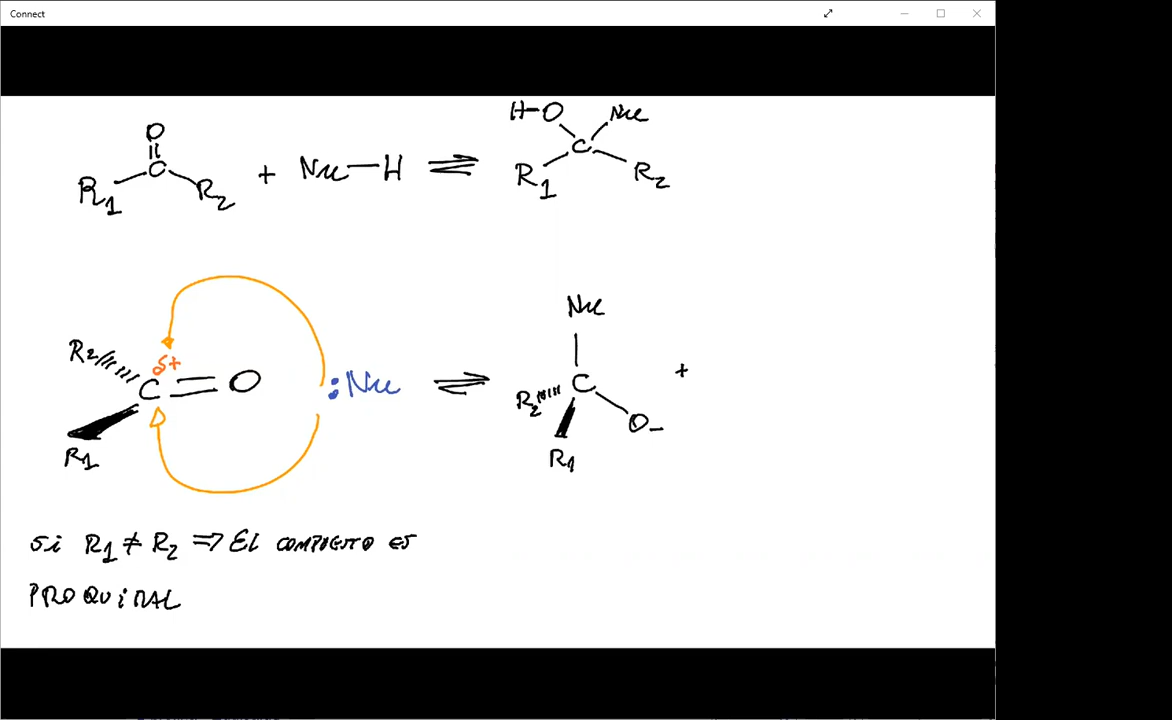 Connect
O
H-O Nu
C + Nu-H ⇌ C
R1 R2 R1 R2
Nu
R2 δ+
C=O :Nu ⇌ R2 C +
R1 O-
R1
Si R1 ≠ R2 => El compuesto es
PROQUiRAL